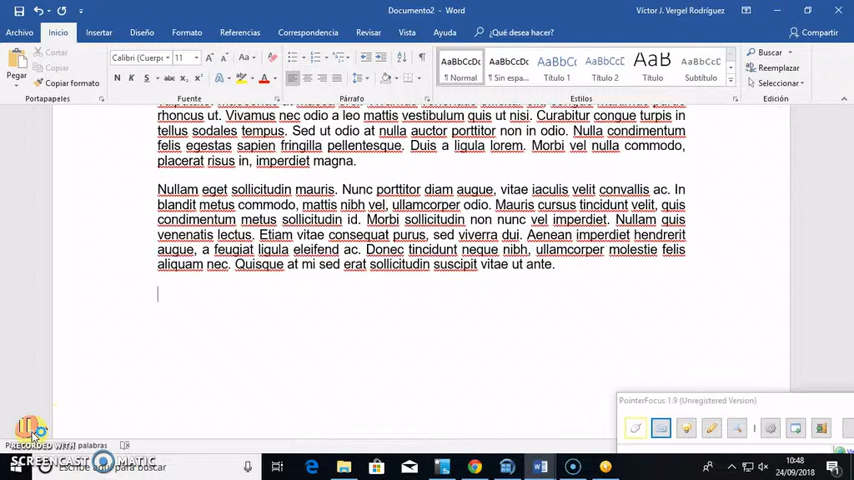 Documento2 - Word
Víctor J. Vergel Rodríguez
Archivo Inicio Insertar Diseño Formato Referencias Correspondencias Revisar Vista Ayuda ¿Qué desea hacer? Compartir
Pegar
Cortar
Copiar
Copiar formato
Portapapeles
Calibri (Cuerp 11
N K S abc
Fuente
Párrafo
AaBbCcDc AaBbCcDc AaBbCc AaBbCcD AaB AaBbCcD
¶ Normal ¶ Sin espa... Título 1 Título 2 Título Subtítulo
Estilos
Buscar
Reemplazar
Seleccionar
Edición
rhoncus ut. Vivamus nec odio a leo mattis vestibulum quis ut nisi. Curabitur congue turpis in
tellus sodales tempus. Sed ut odio at nulla auctor porttitor non in odio. Nulla condimentum
felis egestas sapien fringilla pellentesque. Duis a ligula lorem. Morbi vel nulla commodo,
placerat risus in, imperdiet magna.
Nullam eget sollicitudin mauris. Nunc porttitor diam augue, vitae iaculis velit convallis ac. In
blandit metus commodo, mattis nibh vel, ullamcorper odio. Mauris cursus tincidunt velit, quis
condimentum metus sollicitudin id. Morbi sollicitudin non nunc vel imperdiet. Nullam quis
venenatis lectus. Etiam vitae consequat purus, sed viverra dui. Aenean imperdiet hendrerit
augue, a feugiat ligula eleifend ac. Donec tincidunt neque nibh, ullamcorper molestie felis
aliquam nec. Quisque at mi sed erat sollicitudin suscipit vitae ut ante.
PointerFocus 1.9 (Unregistered Version)
palabras
RECORDED WITH
SCREENCAST MATIC
Escribe aquí para buscar
10:48
24/09/2018